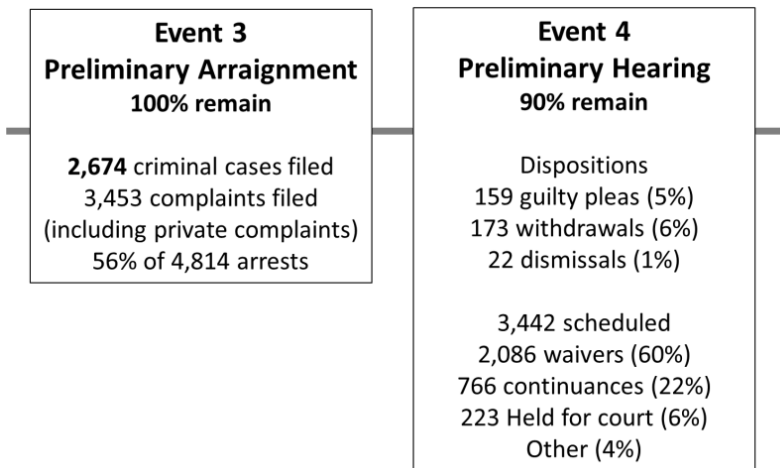 Event 3
Preliminary Arraignment
100% remain
2,674 criminal cases filed
3,453 complaints filed
(including private complaints)
56% of 4,814 arrests
Event 4
Preliminary Hearing
90% remain
Dispositions
159 guilty pleas (5%)
173 withdrawals (6%)
22 dismissals (1%)
3,442 scheduled
2,086 waivers (60%)
766 continuances (22%)
223 Held for court (6%)
Other (4%)